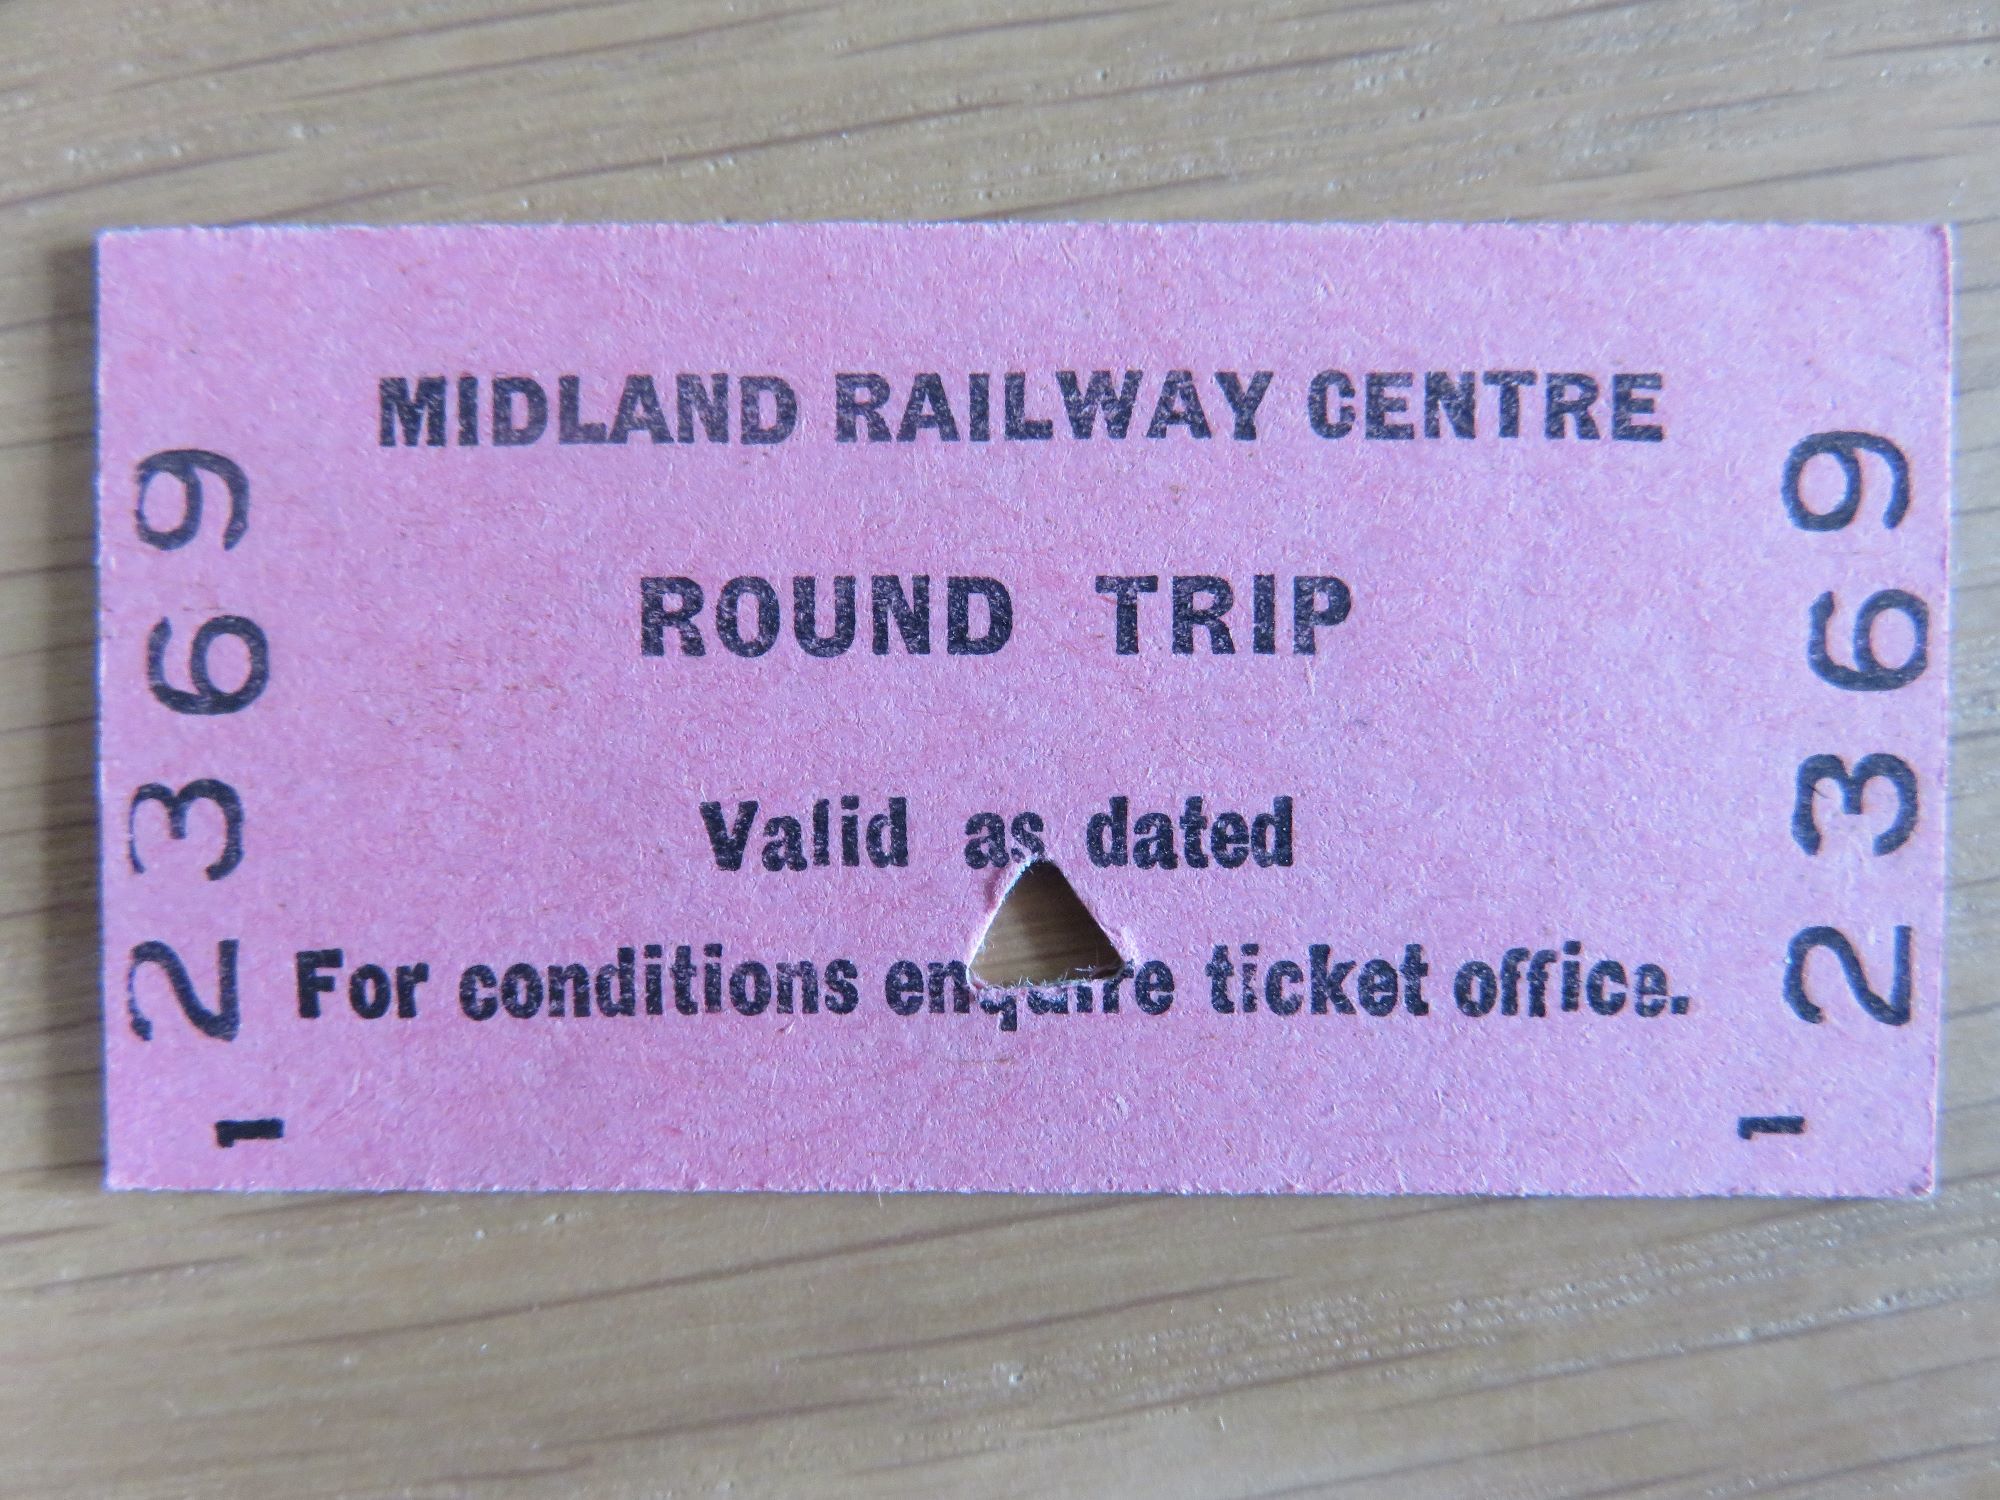 MIDLAND RAILWAY CENTRE
ROUND TRIP
Valid as dated
For conditions enquire ticket office.
2369
2369
1
1